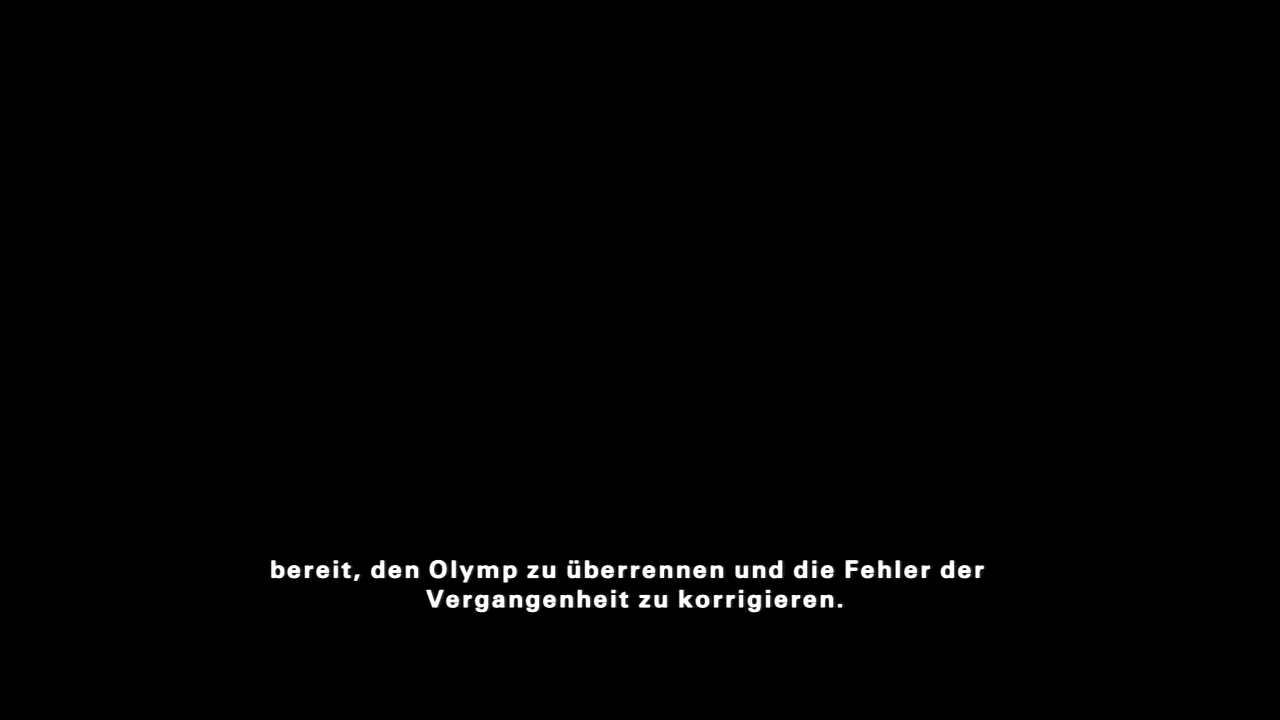 bereit, den Olymp zu überrennen und die Fehler der
Vergangenheit zu korrigieren.